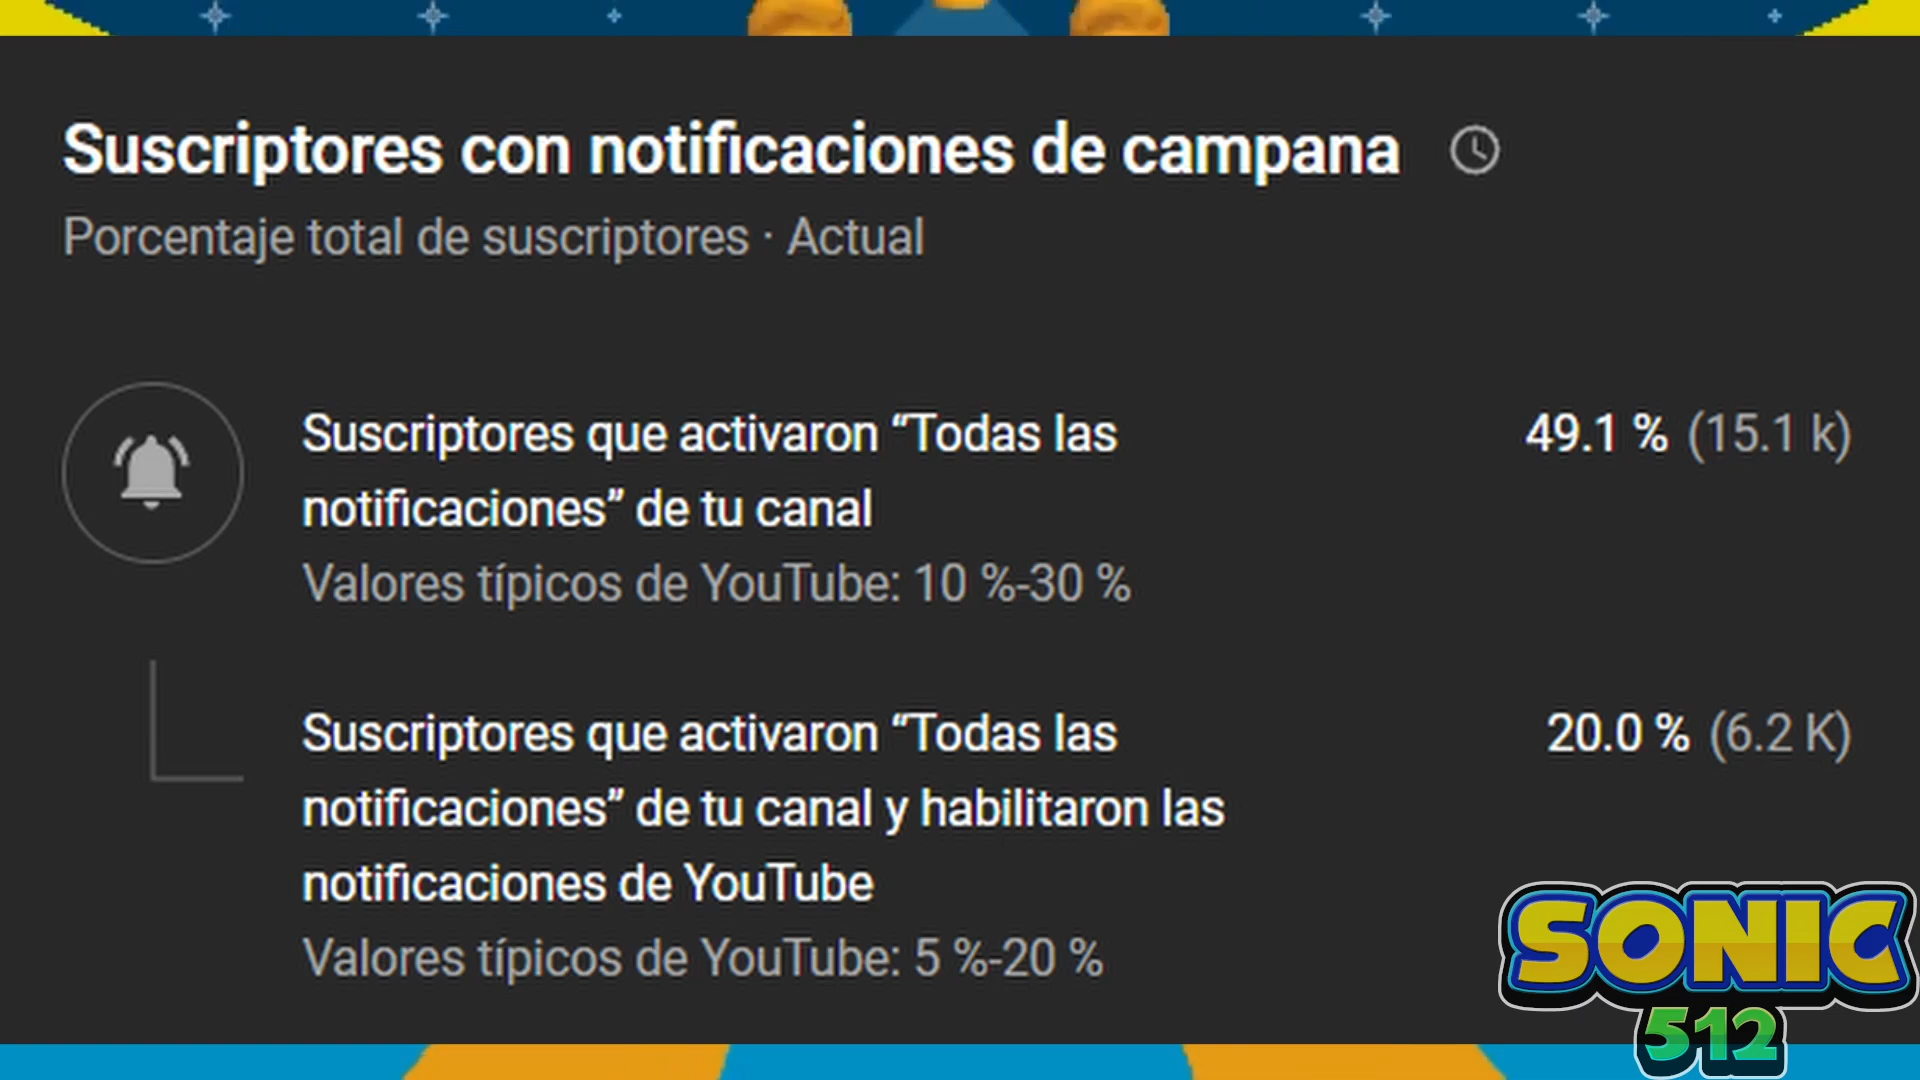 Suscriptores con notificaciones de campana
Porcentaje total de suscriptores · Actual
Suscriptores que activaron “Todas las
notificaciones” de tu canal
49.1 % (15.1 k)
Valores típicos de YouTube: 10 %-30 %
Suscriptores que activaron “Todas las
notificaciones” de tu canal y habilitaron las
notificaciones de YouTube
20.0 % (6.2 K)
Valores típicos de YouTube: 5 %-20 %
SONIC
512